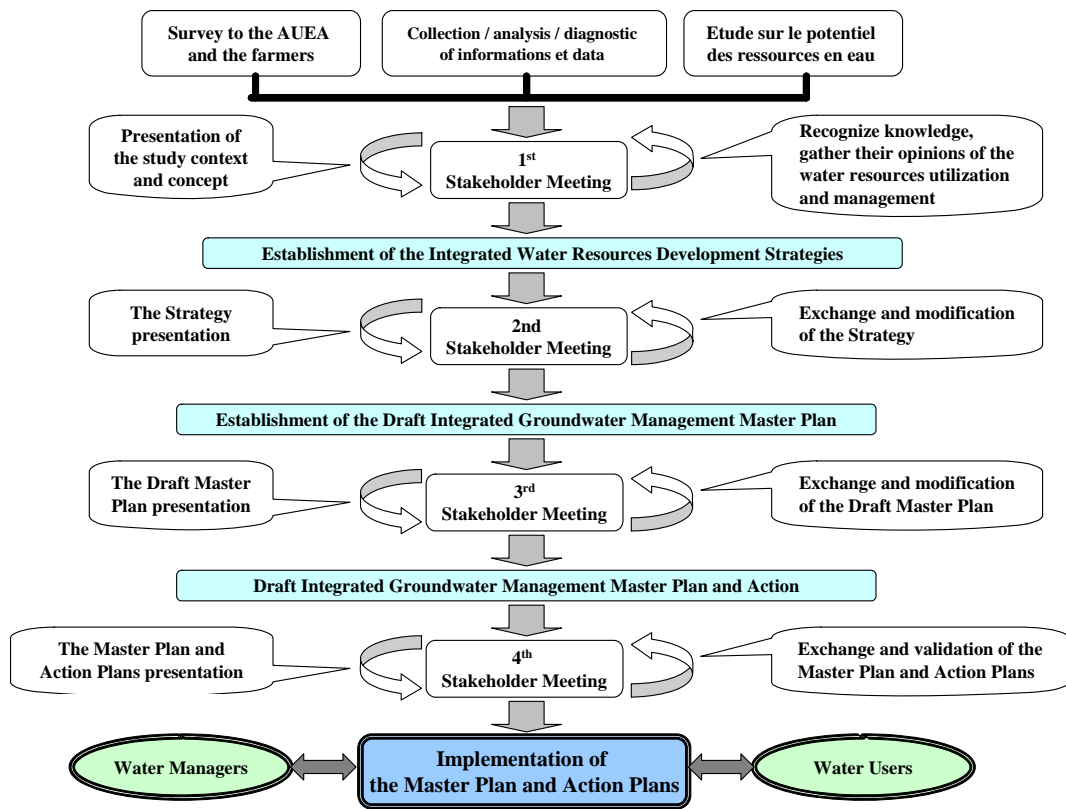 Survey to the AUEA
and the farmers
Collection / analysis / diagnostic
of informations et data
Etude sur le potentiel
des ressources en eau
Presentation of
the study context
and concept
1st
Stakeholder Meeting
Recognize knowledge,
gather their opinions of the
water resources utilization
and management
Establishment of the Integrated Water Resources Development Strategies
The Strategy
presentation
2nd
Stakeholder Meeting
Exchange and modification
of the Strategy
Establishment of the Draft Integrated Groundwater Management Master Plan
The Draft Master
Plan presentation
3rd
Stakeholder Meeting
Exchange and modification
of the Draft Master Plan
Draft Integrated Groundwater Management Master Plan and Action
The Master Plan and
Action Plans presentation
4th
Stakeholder Meeting
Exchange and validation of the
Master Plan and Action Plans
Water Managers
Implementation of
the Master Plan and Action Plans
Water Users